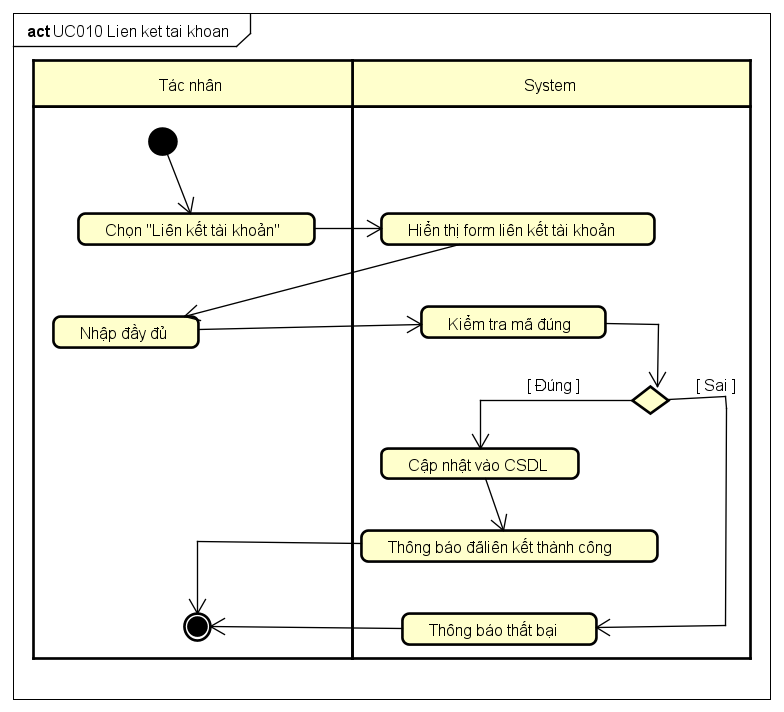 act UC010 Lien ket tai khoan
Tác nhân
System
Chọn "Liên kết tài khoản"
Hiển thị form liên kết tài khoản
Nhập đầy đủ
Kiểm tra mã đúng
[ Đúng ]
[ Sai ]
Cập nhật vào CSDL
Thông báo đãliên kết thành công
Thông báo thất bại